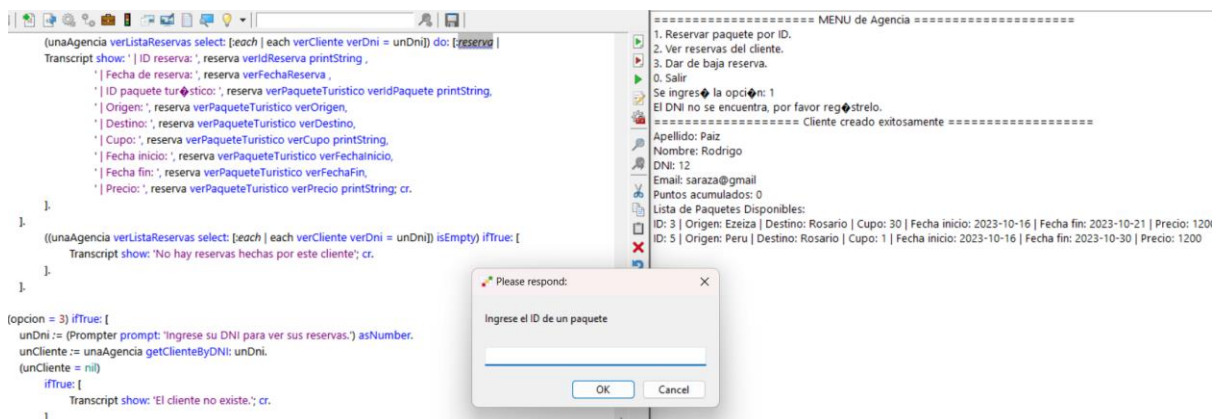 (unaAgencia verListaReservas select: [:each | each verCliente verDni = unDni]) do: [:reserva |
Transcript show: ' | ID reserva: ', reserva verIdReserva printString ,
' | Fecha de reserva: ', reserva verFechaReserva ,
' | ID paquete tur�stico: ', reserva verPaqueteTuristico verIdPaquete printString,
' | Origen: ', reserva verPaqueteTuristico verOrigen,
' | Destino: ', reserva verPaqueteTuristico verDestino,
' | Cupo: ', reserva verPaqueteTuristico verCupo printString,
' | Fecha inicio: ', reserva verPaqueteTuristico verFechaInicio,
' | Fecha fin: ', reserva verPaqueteTuristico verFechaFin,
' | Precio: ', reserva verPaqueteTuristico verPrecio printString; cr.
].
].
((unaAgencia verListaReservas select: [:each | each verCliente verDni = unDni]) isEmpty) ifTrue: [
Transcript show: 'No hay reservas hechas por este cliente'; cr.
].
].
(opcion = 3) ifTrue: [
unDni := (Prompter prompt: 'Ingrese su DNI para ver sus reservas.') asNumber.
unCliente := unaAgencia getClienteByDNI: unDni.
(unCliente = nil)
ifTrue: [
Transcript show: 'El cliente no existe.'; cr.
]
===================== MENU de Agencia =====================
1. Reservar paquete por ID.
2. Ver reservas del cliente.
3. Dar de baja reserva.
0. Salir
Se ingres� la opci�n: 1
El DNI no se encuentra, por favor reg�strelo.
=================== Cliente creado exitosamente ===================
Apellido: Paiz
Nombre: Rodrigo
DNI: 12
Email: saraza@gmail
Puntos acumulados: 0
Lista de Paquetes Disponibles:
ID: 3 | Origen: Ezeiza | Destino: Rosario | Cupo: 30 | Fecha inicio: 2023-10-16 | Fecha fin: 2023-10-21 | Precio: 1200
ID: 5 | Origen: Peru | Destino: Rosario | Cupo: 1 | Fecha inicio: 2023-10-16 | Fecha fin: 2023-10-30 | Precio: 1200
Please respond:
Ingrese el ID de un paquete
OK
Cancel